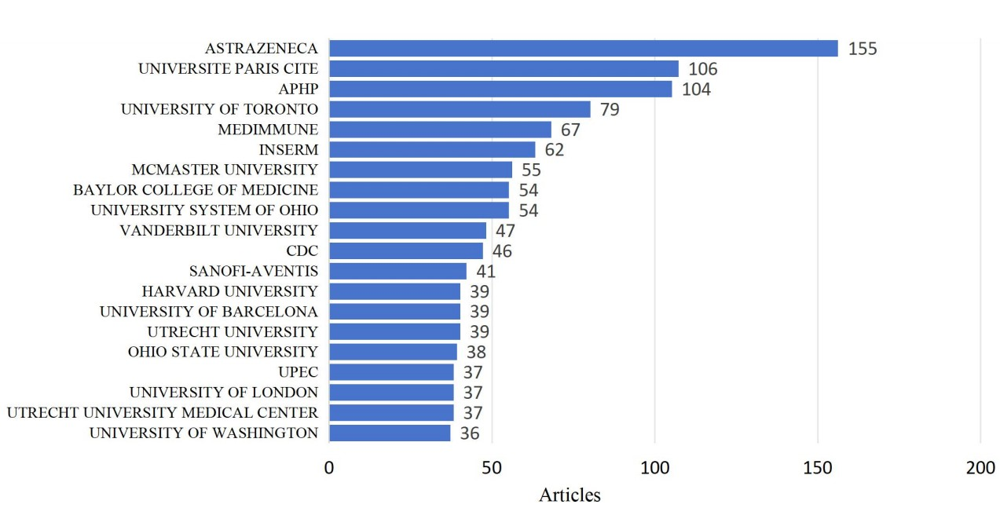 ASTRAZENECA 155
UNIVERSITE PARIS CITE 106
APHP 104
UNIVERSITY OF TORONTO 79
MEDIMMUNE 67
INSERM 62
MCMASTER UNIVERSITY 55
BAYLOR COLLEGE OF MEDICINE 54
UNIVERSITY SYSTEM OF OHIO 54
VANDERBILT UNIVERSITY 47
CDC 46
SANOFI-AVENTIS 41
HARVARD UNIVERSITY 39
UNIVERSITY OF BARCELONA 39
UTRECHT UNIVERSITY 39
OHIO STATE UNIVERSITY 38
UPEC 37
UNIVERSITY OF LONDON 37
UTRECHT UNIVERSITY MEDICAL CENTER 37
UNIVERSITY OF WASHINGTON 36
0 50 100 150 200
Articles